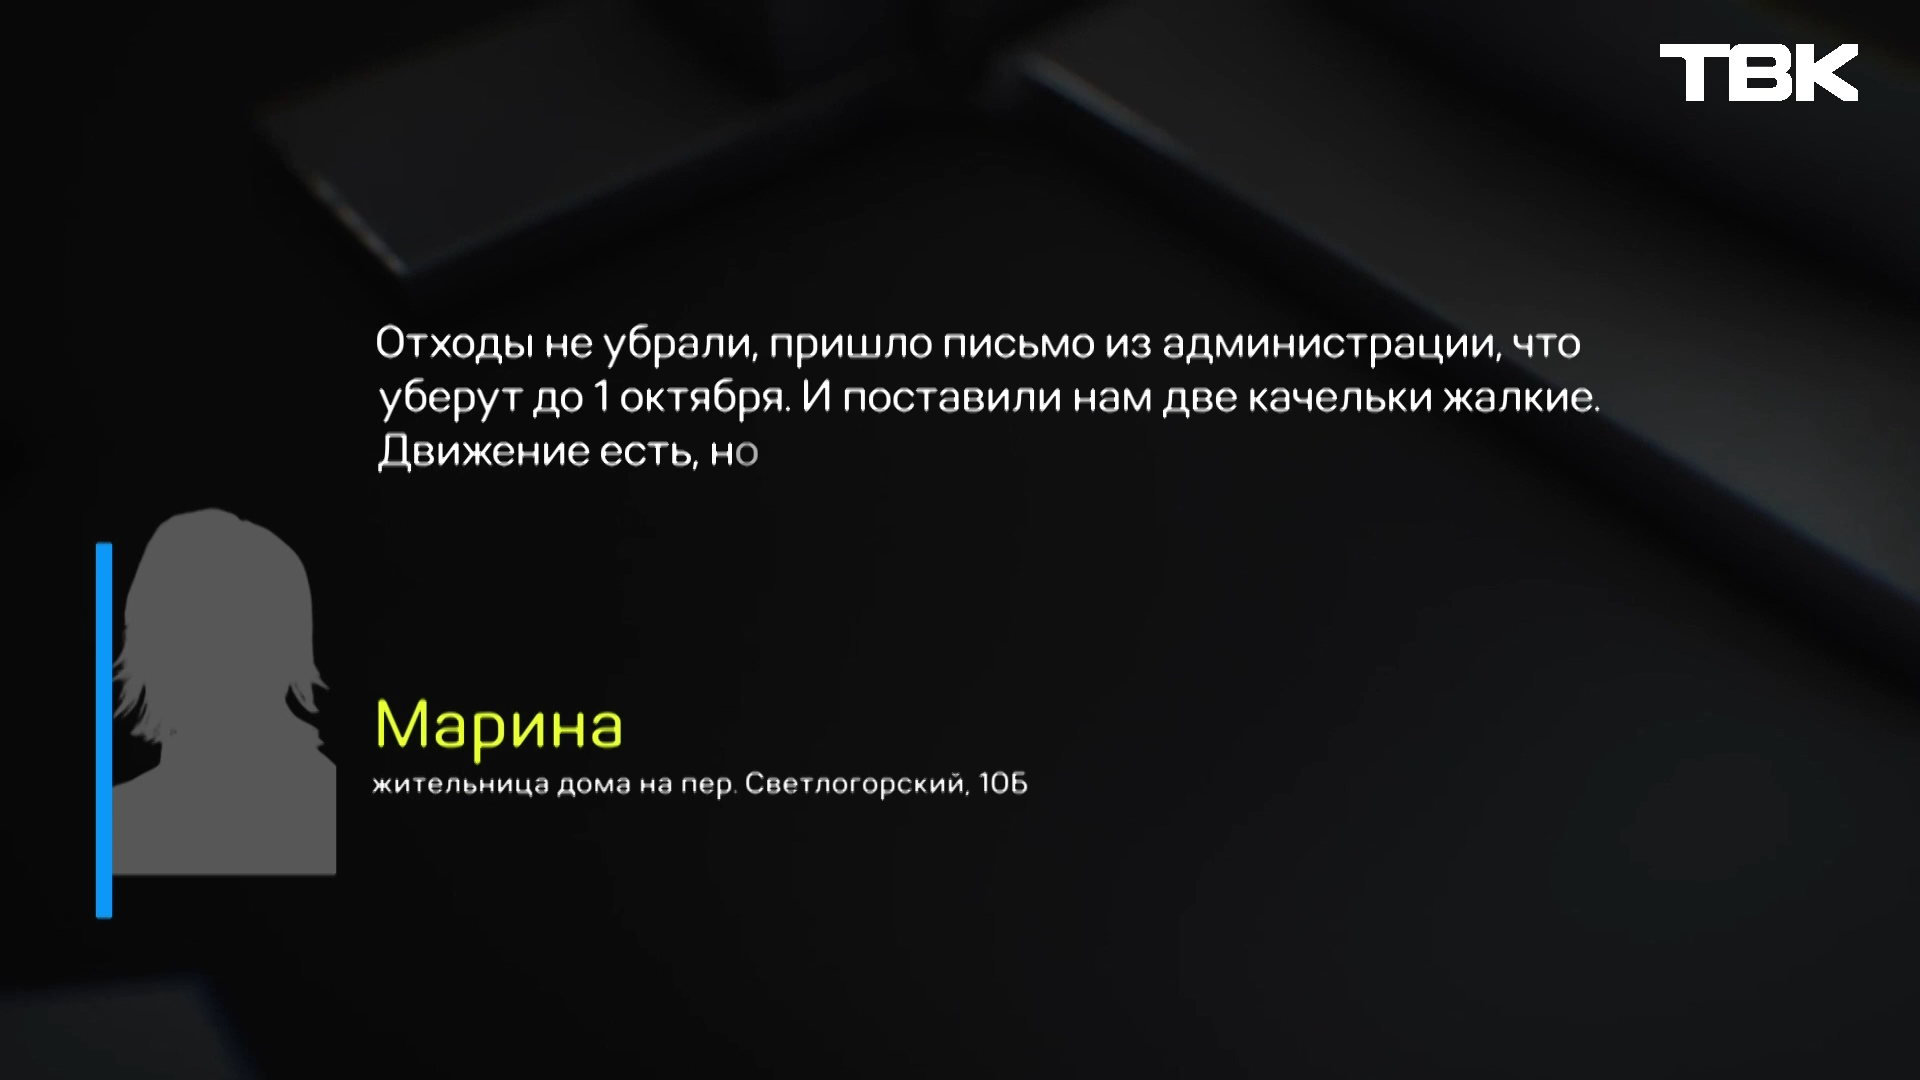 ТВК
Отходы не убрали, пришло письмо из администрации, что
уберут до 1 октября. И поставили нам две качельки жалкие.
Движение есть, но
Марина
жительница дома на пер. Светлогорский, 10Б